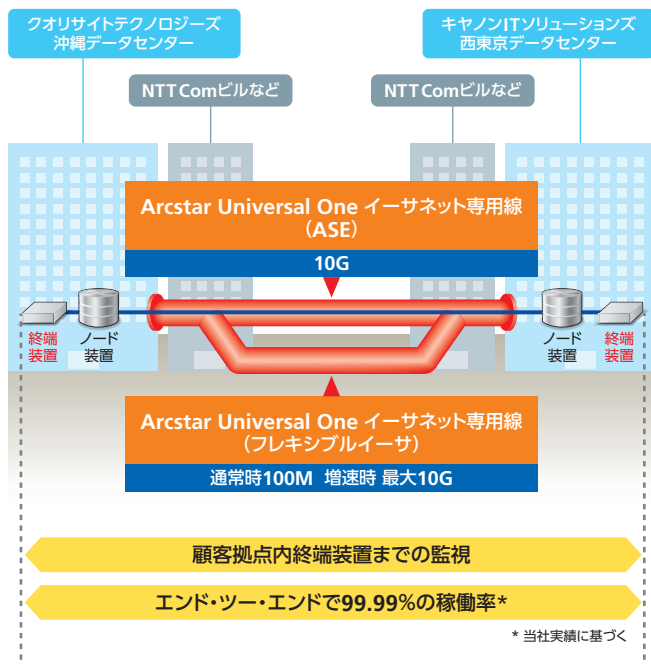 クオリサイトテクノロジーズ
沖縄データセンター
キヤノンITソリューションズ
西東京データセンター
NTT Comビルなど
NTT Comビルなど
Arcstar Universal One イーサネット専用線
（ASE）
10G
終端
装置
ノード
装置
ノード
装置
終端
装置
Arcstar Universal One イーサネット専用線
（フレキシブルイーサ）
通常時100M 増速時 最大10G
顧客拠点内終端装置までの監視
エンド・ツー・エンドで99.99%の稼働率*
* 当社実績に基づく